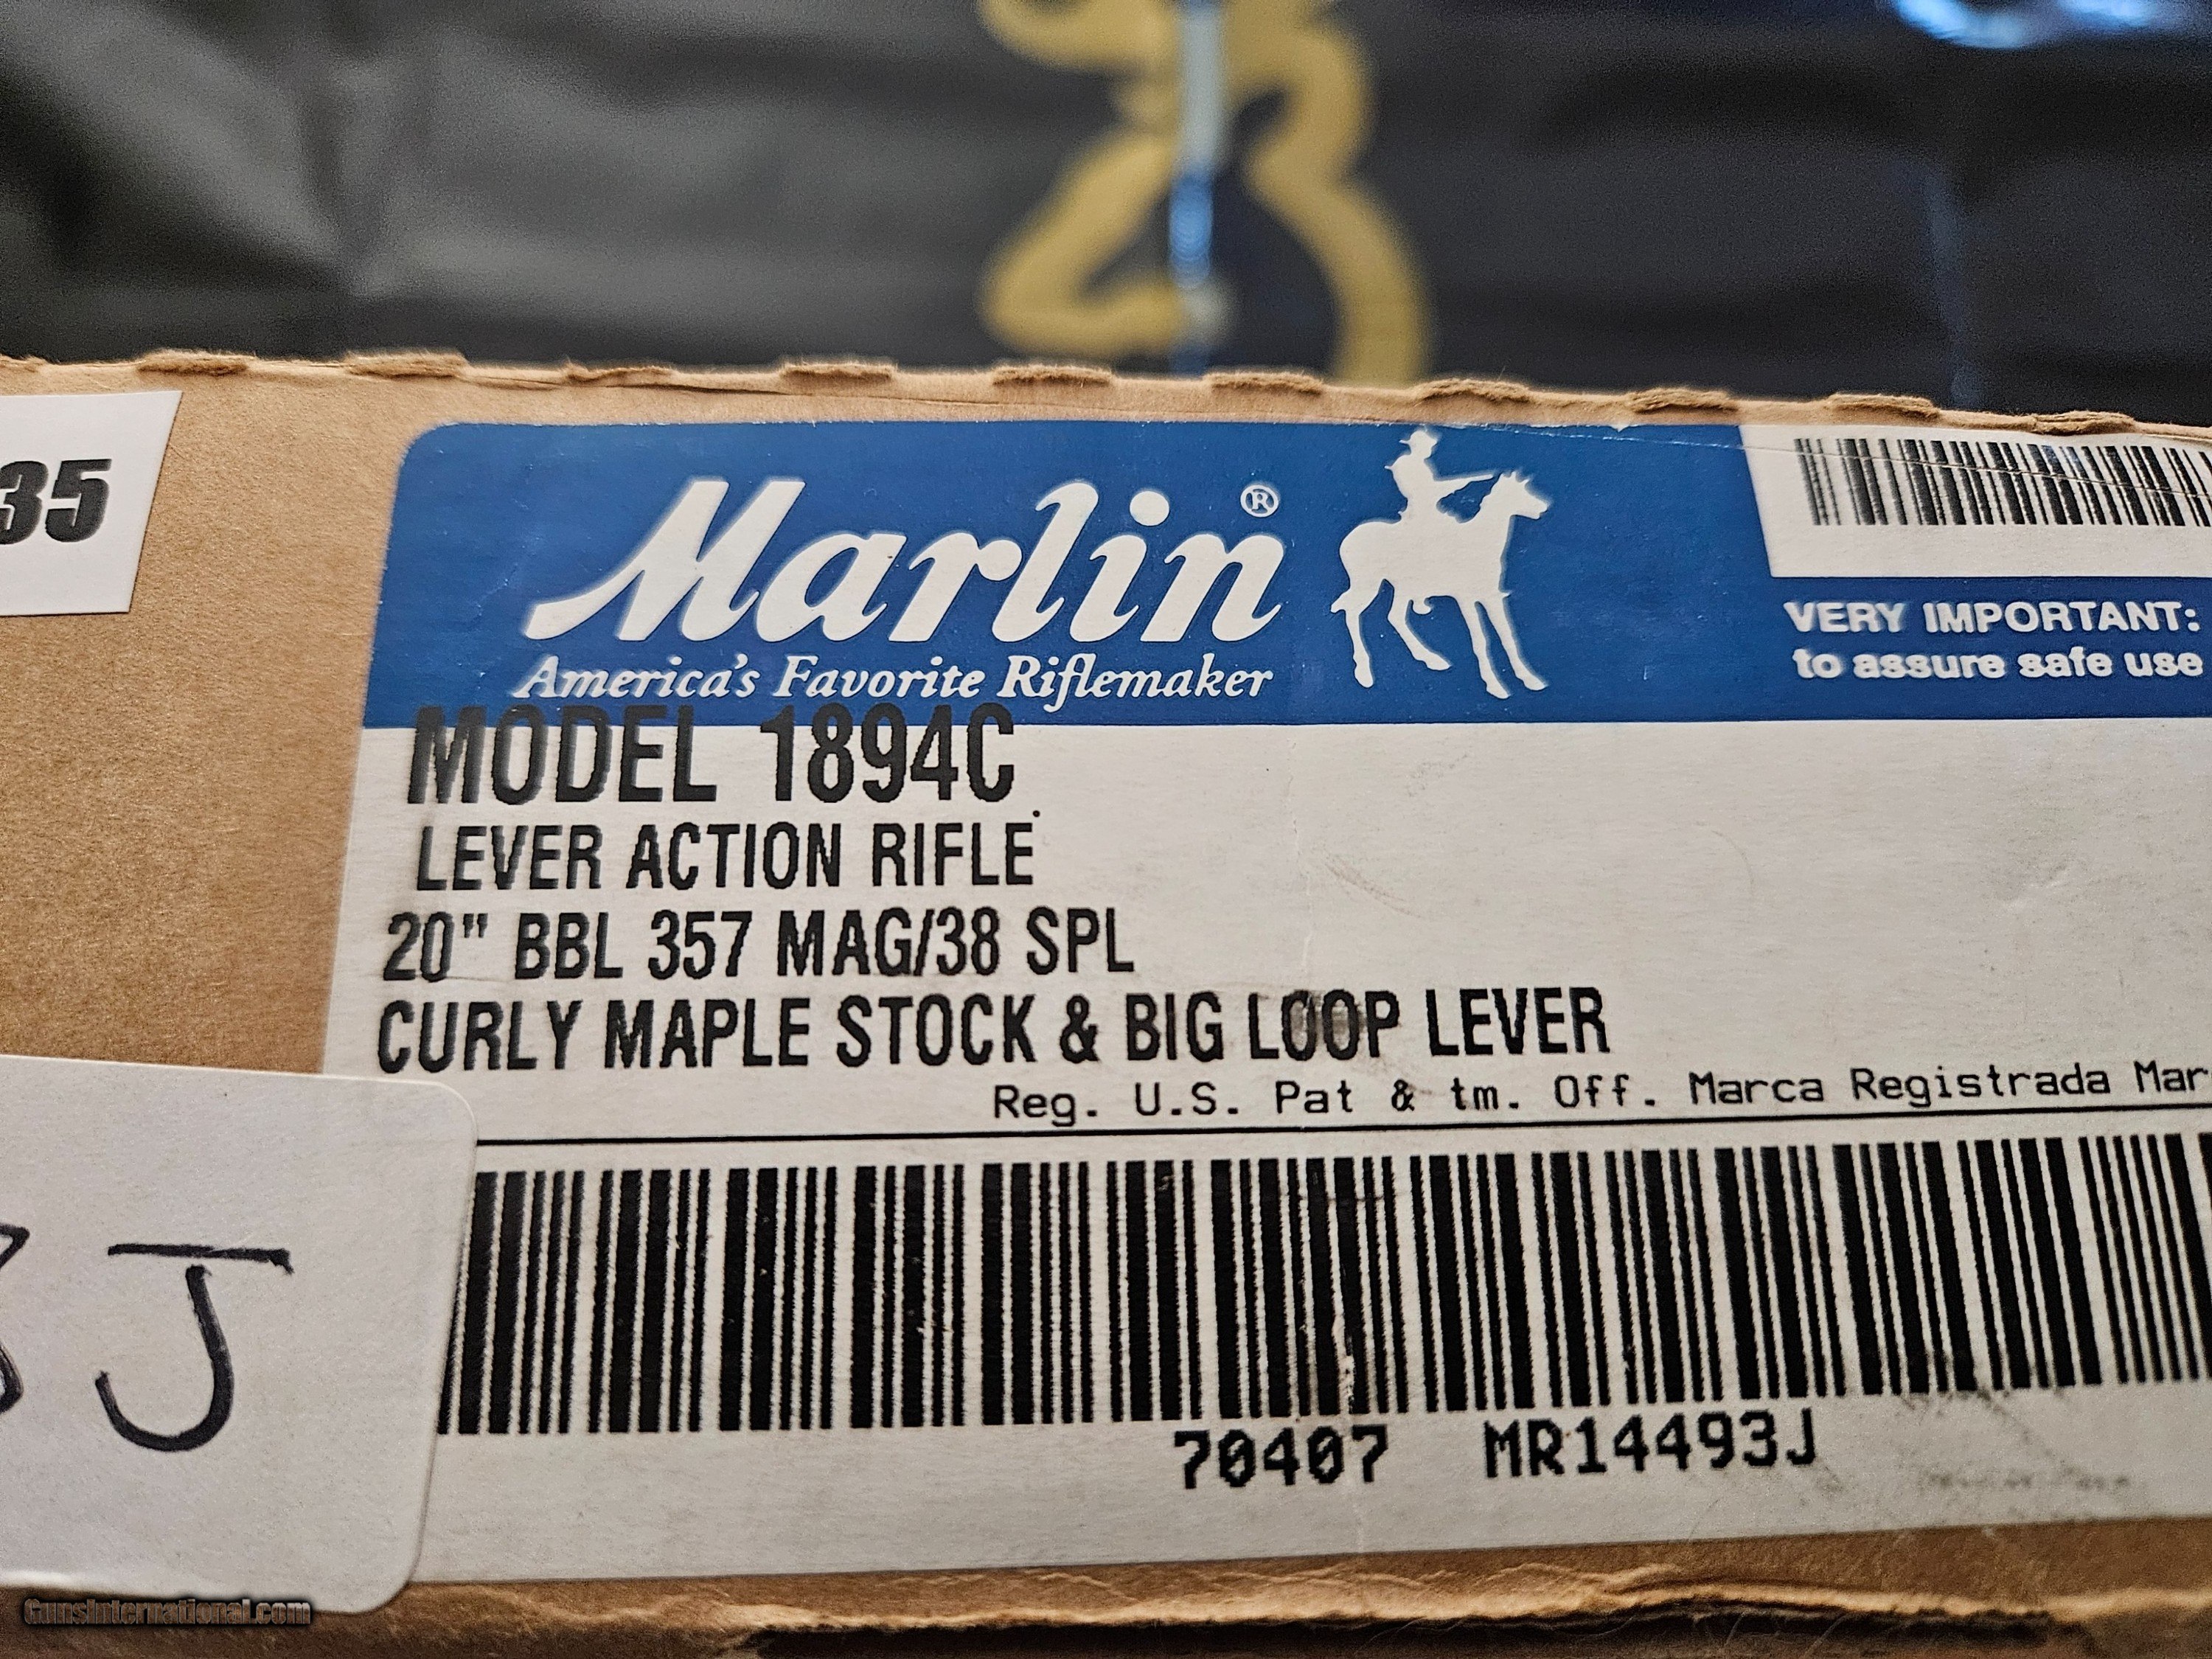 35
Marlin®
America's Favorite Riflemaker
VERY IMPORTANT:
to assure safe use
MODEL 1894C
LEVER ACTION RIFLE
20" BBL 357 MAG/38 SPL
CURLY MAPLE STOCK & BIG LOOP LEVER
Reg. U.S. Pat & tm. Off. Marca Registrada Mar
J
70407 MR14493J
GunsInternational.com